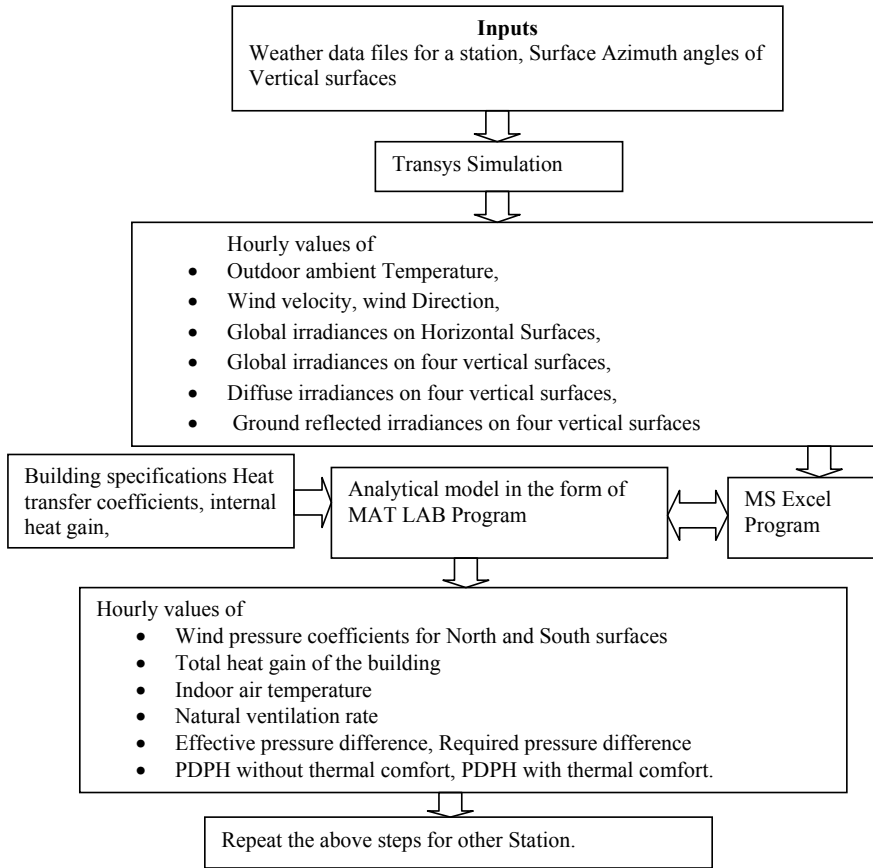 Inputs
Weather data files for a station, Surface Azimuth angles of
Vertical surfaces
Transys Simulation
Hourly values of
• Outdoor ambient Temperature,
• Wind velocity, wind Direction,
• Global irradiances on Horizontal Surfaces,
• Global irradiances on four vertical surfaces,
• Diffuse irradiances on four vertical surfaces,
• Ground reflected irradiances on four vertical surfaces
Building specifications Heat
transfer coefficients, internal
heat gain,
Analytical model in the form of
MAT LAB Program
MS Excel
Program
Hourly values of
• Wind pressure coefficients for North and South surfaces
• Total heat gain of the building
• Indoor air temperature
• Natural ventilation rate
• Effective pressure difference, Required pressure difference
• PDPH without thermal comfort, PDPH with thermal comfort.
Repeat the above steps for other Station.